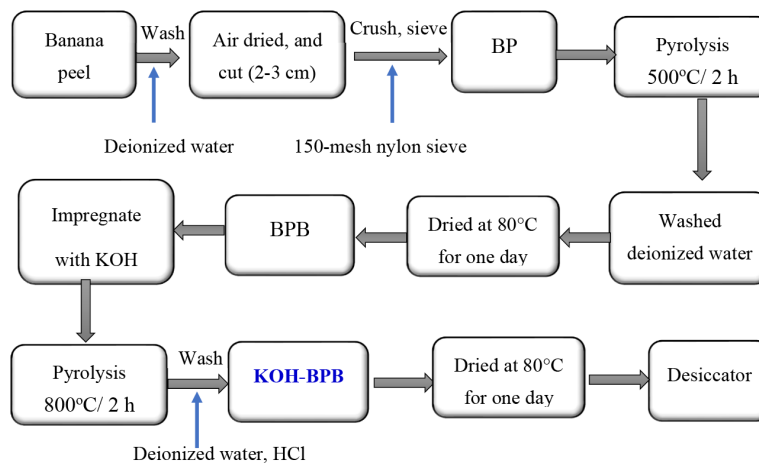 Banana
peel
Wash
Deionized water
Air dried, and
cut (2-3 cm)
Crush, sieve
150-mesh nylon sieve
BP
Pyrolysis
500°C/ 2 h
Washed
deionized water
Dried at 80°C
for one day
BPB
Impregnate
with KOH
Pyrolysis
800°C/ 2 h
Wash
Deionized water, HCl
KOH-BPB
Dried at 80°C
for one day
Desiccator